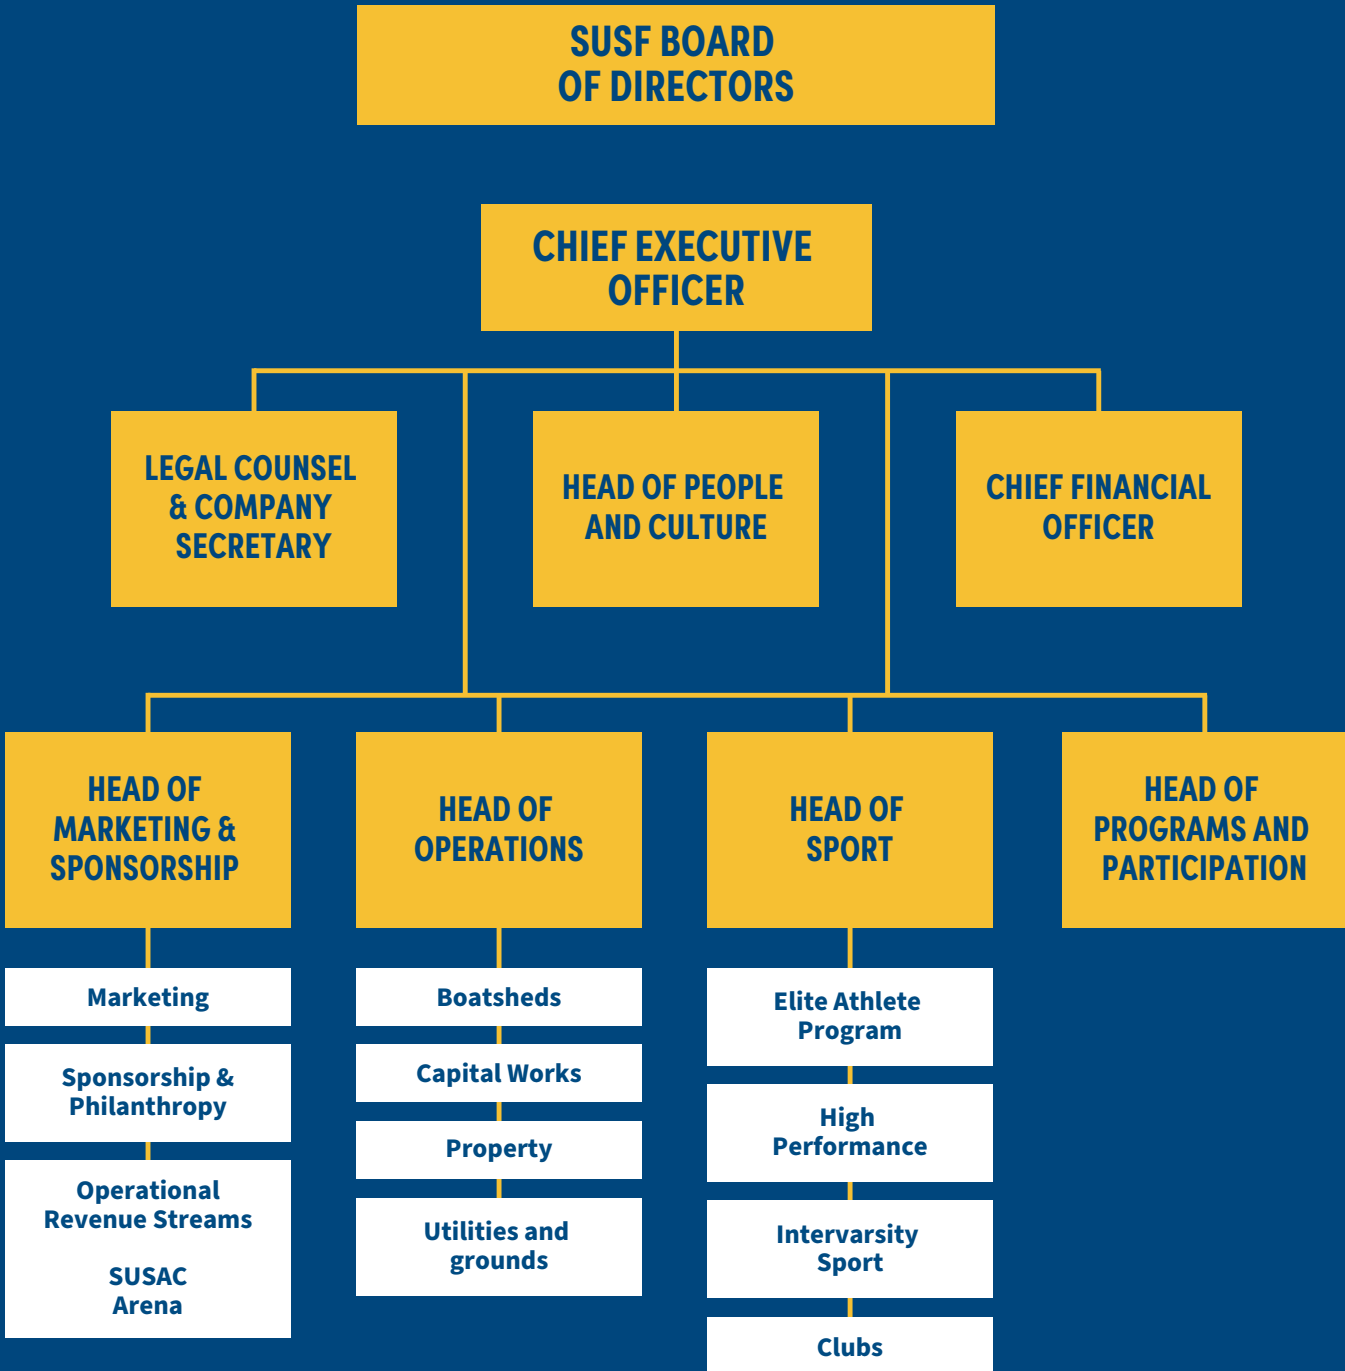 SUSF BOARD
OF DIRECTORS
CHIEF EXECUTIVE
OFFICER
LEGAL COUNSEL
& COMPANY
SECRETARY
HEAD OF PEOPLE
AND CULTURE
CHIEF FINANCIAL
OFFICER
HEAD OF
MARKETING &
SPONSORSHIP
HEAD OF
OPERATIONS
HEAD OF
SPORT
HEAD OF
PROGRAMS AND
PARTICIPATION
Marketing
Sponsorship &
Philanthropy
Operational
Revenue Streams
SUSAC
Arena
Boatsheds
Capital Works
Property
Utilities and
grounds
Elite Athlete
Program
High
Performance
Intervarsity
Sport
Clubs